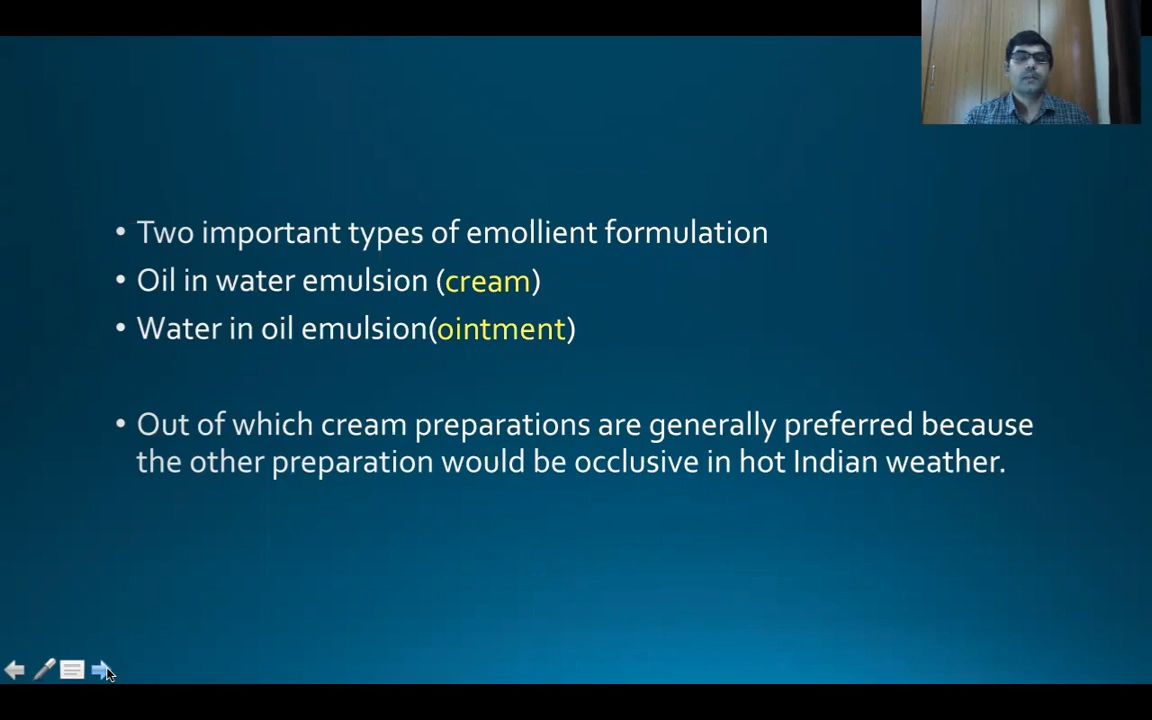 • Two important types of emollient formulation
• Oil in water emulsion (cream)
• Water in oil emulsion(ointment)
• Out of which cream preparations are generally preferred because
the other preparation would be occlusive in hot Indian weather.